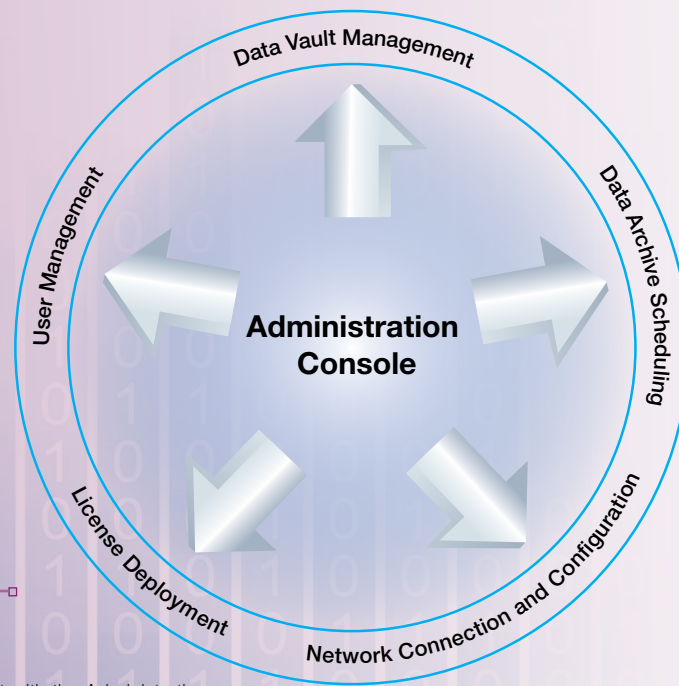 Data Vault Management
User Management
Data Archive Scheduling
Administration
Console
License Deployment
Network Connection and Configuration